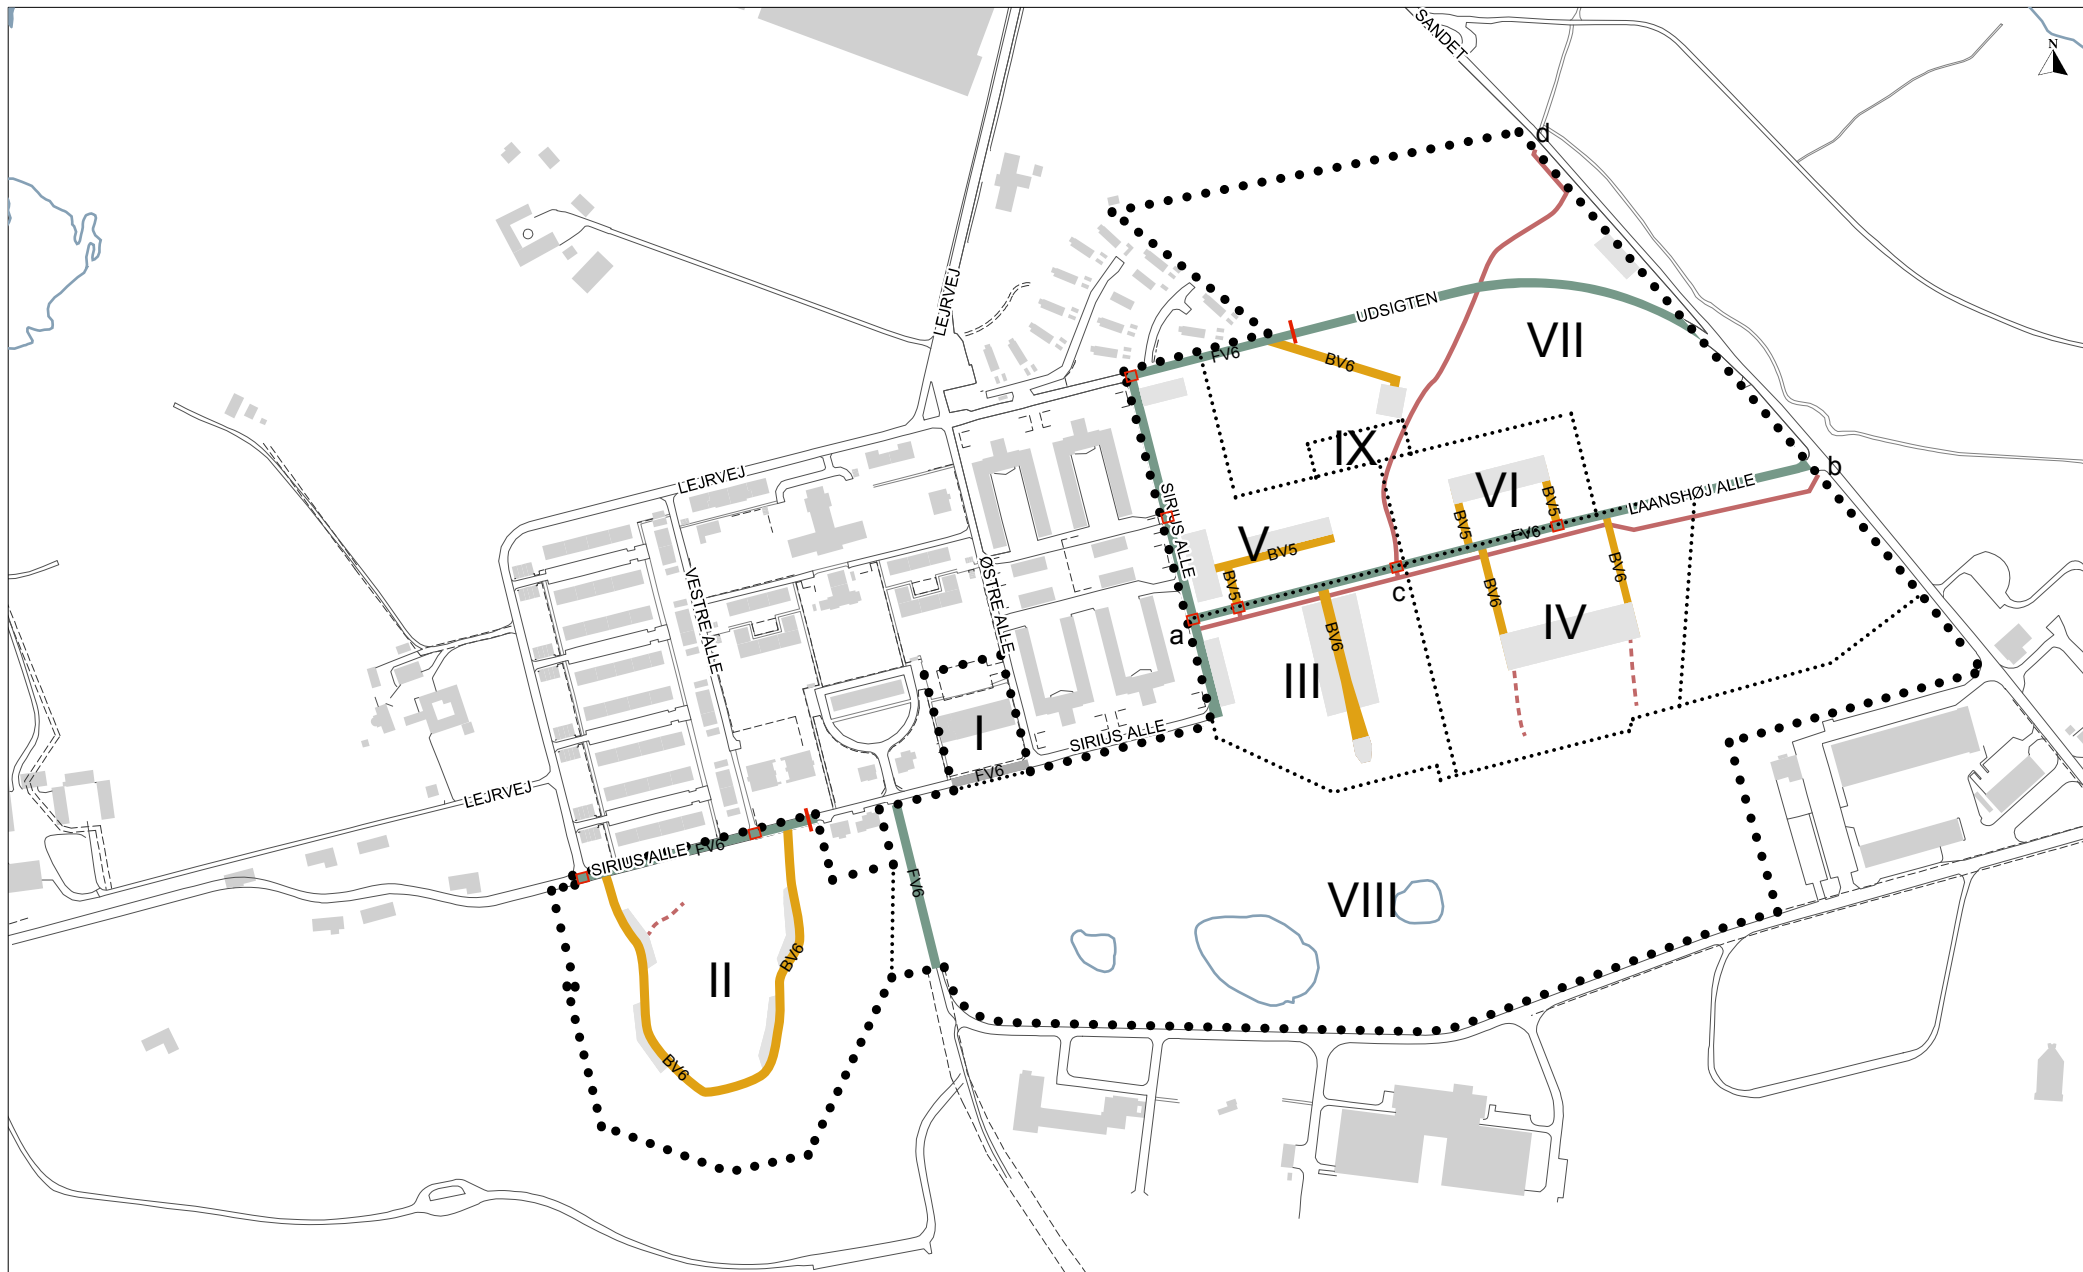 SANDET
N
d
LEJRVEJ
UDSIGTEN
VII
FV6
BV6
IX
b
LEJRVEJ
VI
SIRIUS ALLE
BV5
LAANSHØJ ALLE
BV5
FV6
V
BV5
ØSTRE ALLE
VESTRE ALLE
BV5
c
BV6
BV6
a
BV6
IV
III
I
SIRIUS ALLE
FV6
LEJRVEJ
FV6
SIRIUS ALLE
FV6
VIII
BV6
II
BV6